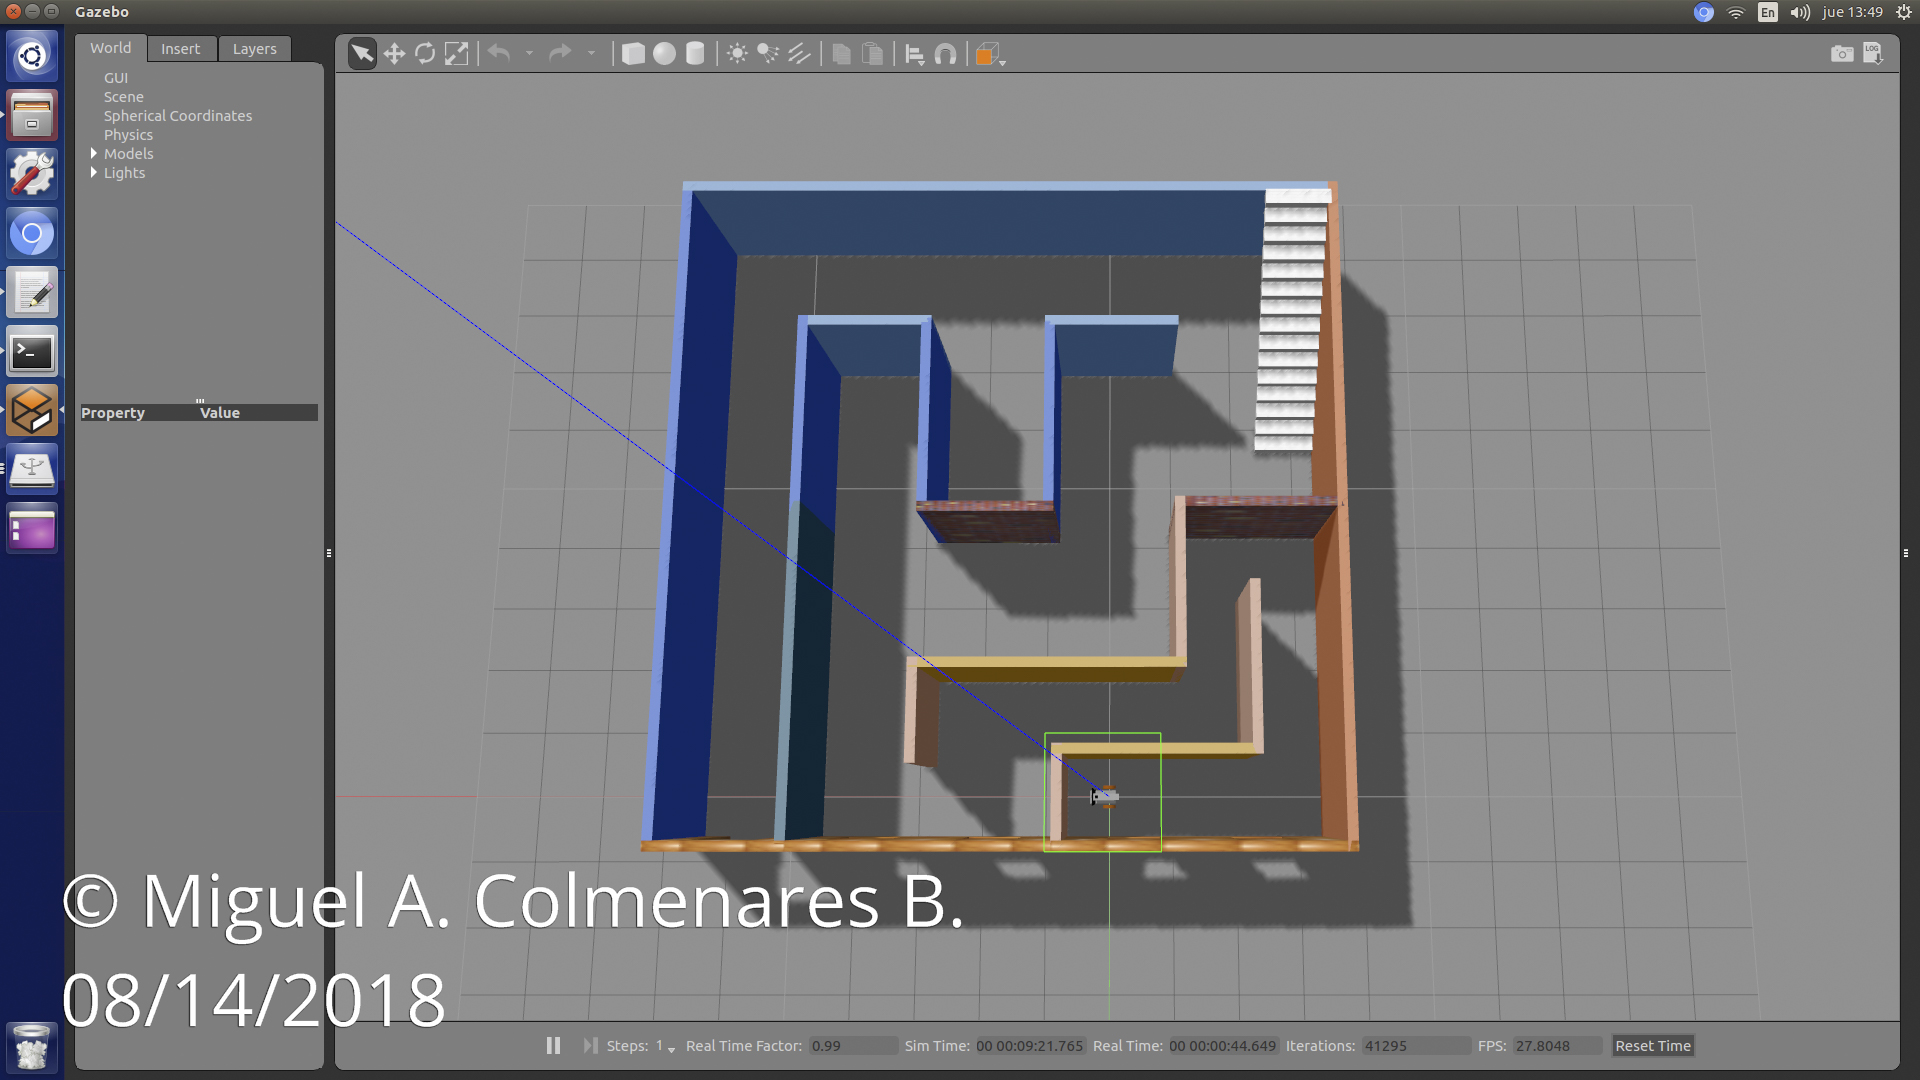 Gazebo
En
jue 13:49
World
Insert
Layers
LOG
GUI
Scene
Spherical Coordinates
Physics
Models
Lights
Property Value
© Miguel A. Colmenares B.
08/14/2018
Steps: 1
Real Time Factor: 0.99
Sim Time: 00 00:09:21.765
Real Time: 00 00:00:44.649
Iterations: 41295
FPS: 27.8048
Reset Time